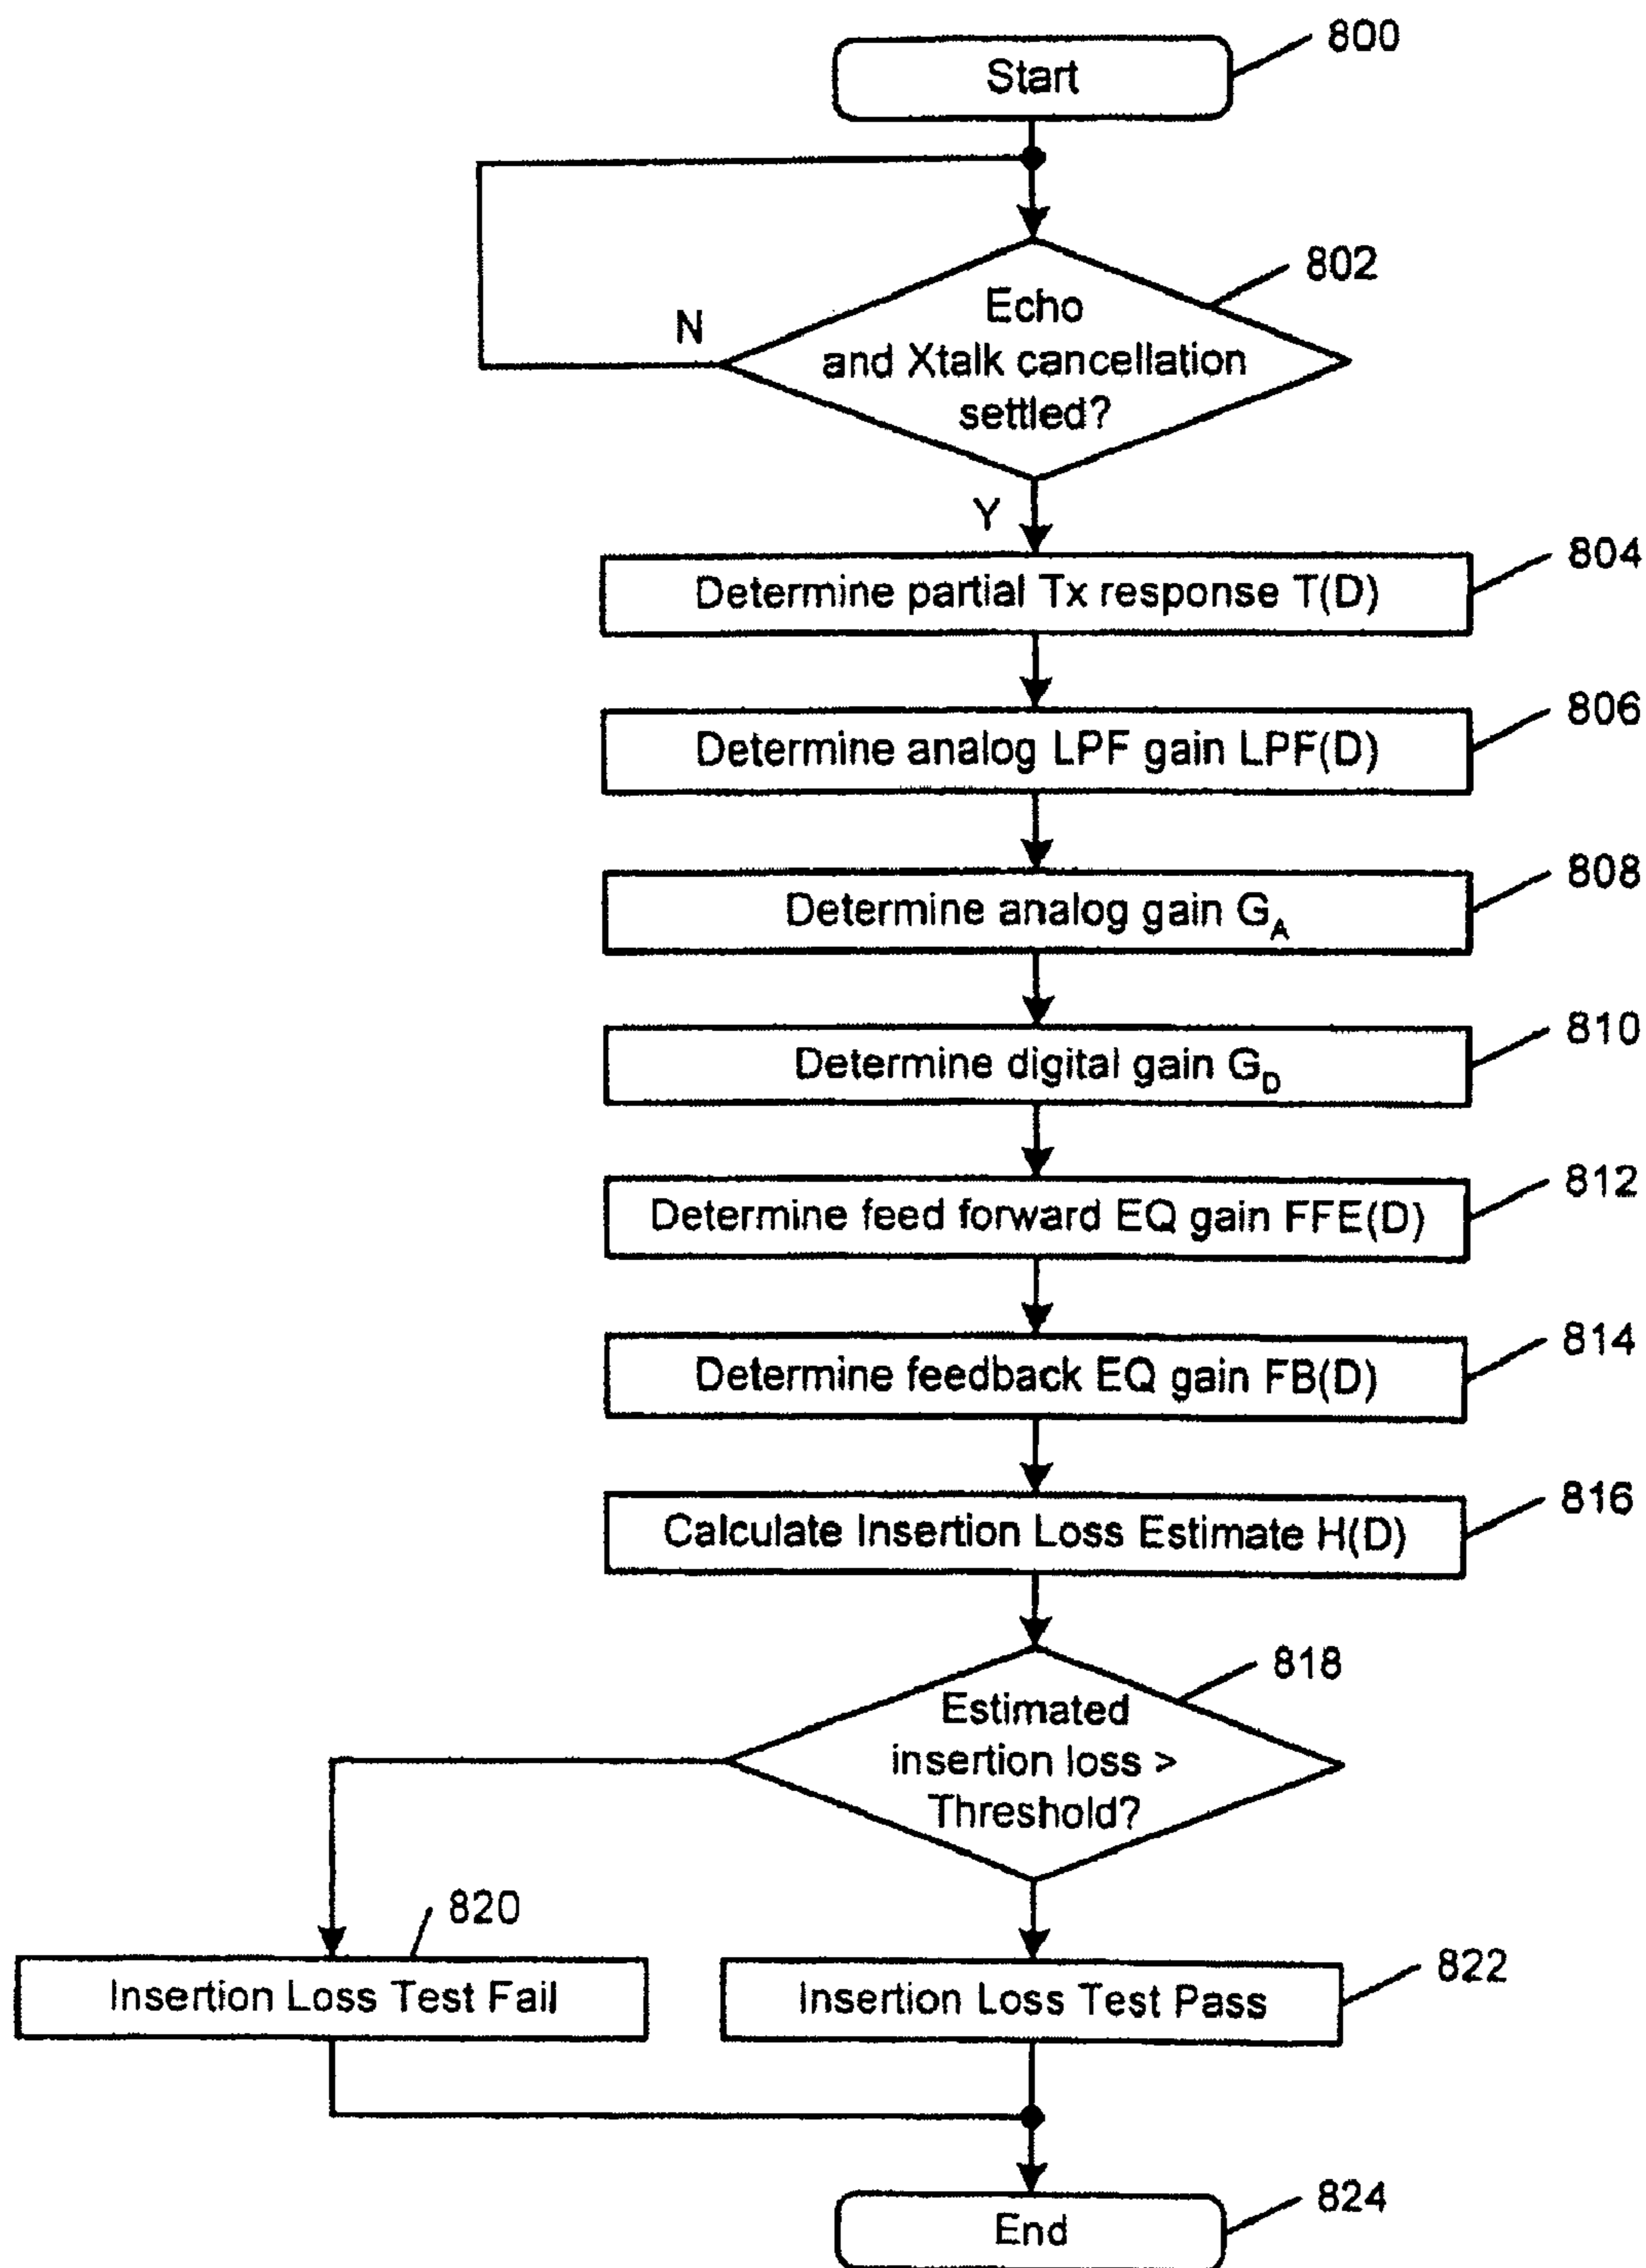 800
Start
802
Echo
and Xtalk cancellation
settled?
N
Y
804
Determine partial Tx response T(D)
806
Determine analog LPF gain LPF(D)
808
Determine analog gain G_A
810
Determine digital gain G_D
812
Determine feed forward EQ gain FFE(D)
814
Determine feedback EQ gain FB(D)
816
Calculate Insertion Loss Estimate H(D)
818
Estimated
insertion loss >
Threshold?
820
Insertion Loss Test Fail
822
Insertion Loss Test Pass
824
End